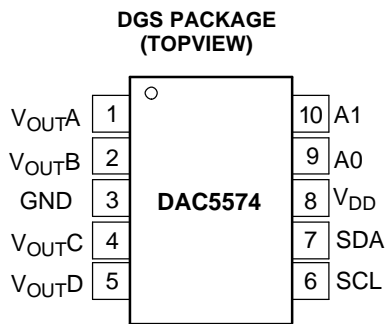 DGS PACKAGE
(TOPVIEW)
VOUTA 1 10 A1
VOUTB 2 9 A0
GND 3 DAC5574 8 VDD
VOUTC 4 7 SDA
VOUTD 5 6 SCL